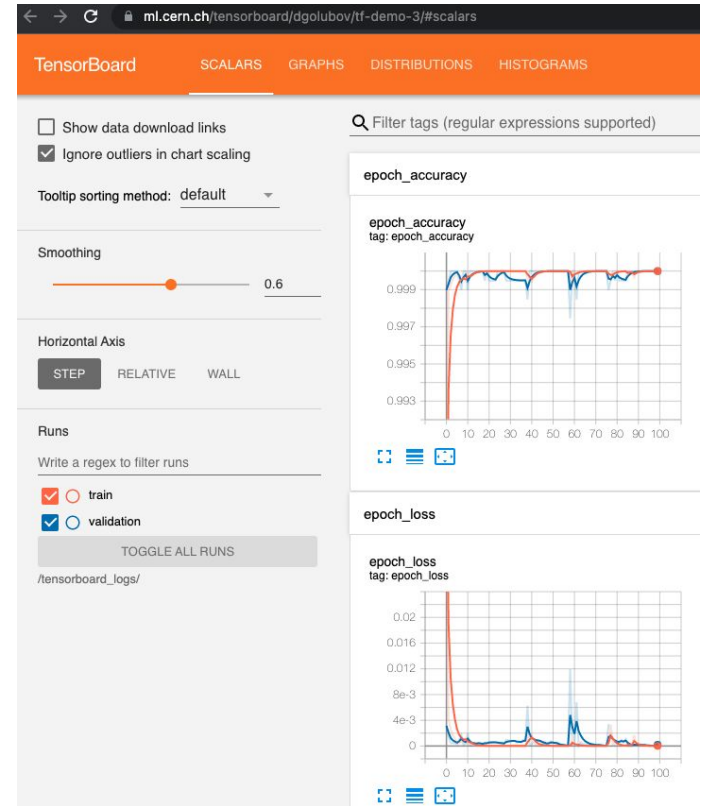 ml.cern.ch/tensorboard/dgolubov/tf-demo-3/#scalars
TensorBoard SCALARS GRAPHS DISTRIBUTIONS HISTOGRAMS
Show data download links
Ignore outliers in chart scaling
Tooltip sorting method: default
Smoothing
0.6
Horizontal Axis
STEP RELATIVE WALL
Runs
Write a regex to filter runs
train
validation
TOGGLE ALL RUNS
/tensorboard_logs/
Filter tags (regular expressions supported)
epoch_accuracy
epoch_accuracy
tag: epoch_accuracy
0.999
0.997
0.995
0.993
0 10 20 30 40 50 60 70 80 90 100
epoch_loss
epoch_loss
tag: epoch_loss
0.02
0.016
0.012
8e-3
4e-3
0
0 10 20 30 40 50 60 70 80 90 100